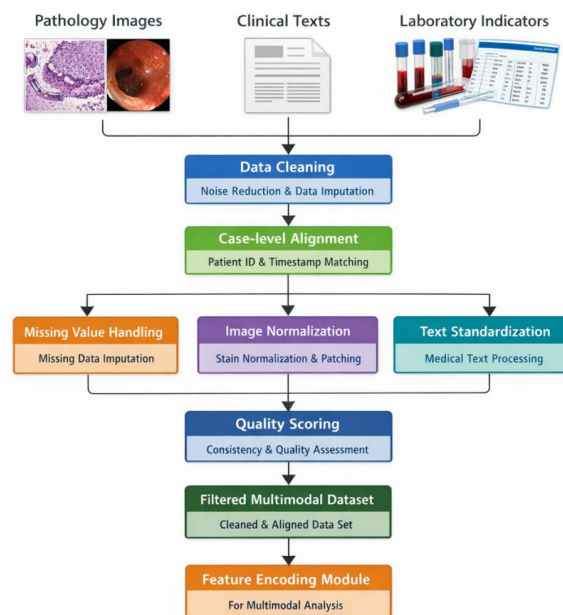 Pathology Images
Clinical Texts
Laboratory Indicators
Data Cleaning
Noise Reduction & Data Imputation
Case-level Alignment
Patient ID & Timestamp Matching
Missing Value Handling
Missing Data Imputation
Image Normalization
Stain Normalization & Patching
Text Standardization
Medical Text Processing
Quality Scoring
Consistency & Quality Assessment
Filtered Multimodal Dataset
Cleaned & Aligned Data Set
Feature Encoding Module
For Multimodal Analysis